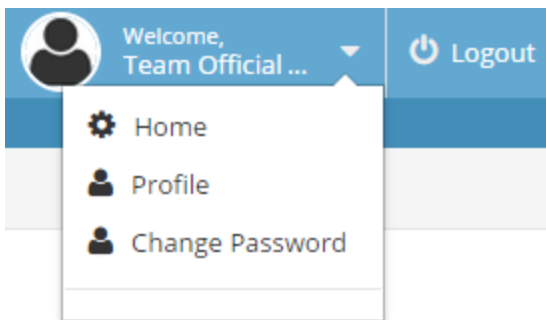 Welcome,
Team Official ...
Logout
Home
Profile
Change Password